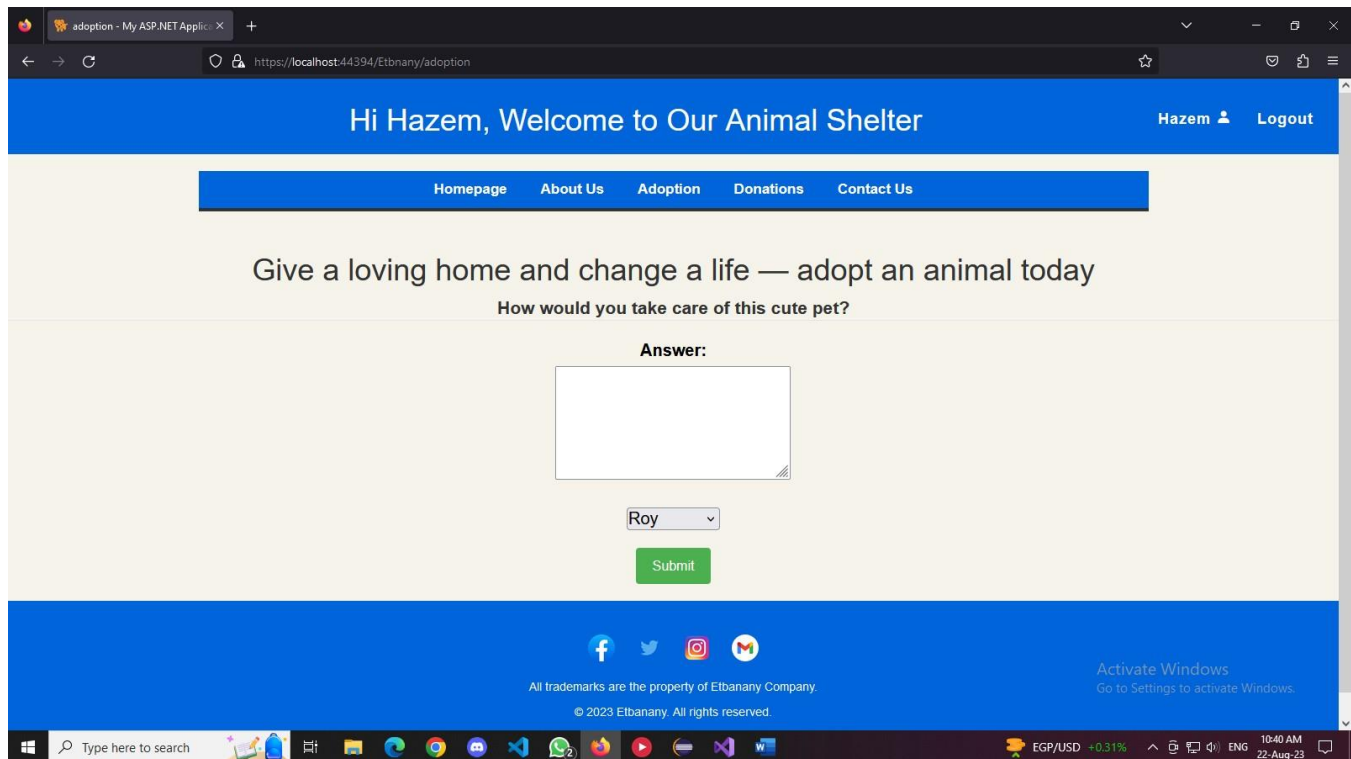 adoption - My ASP.NET Applica
https://localhost:44394/Etbnany/adoption
Hi Hazem, Welcome to Our Animal Shelter
Hazem Logout
Homepage About Us Adoption Donations Contact Us
Give a loving home and change a life — adopt an animal today
How would you take care of this cute pet?
Answer:
Roy
Submit
All trademarks are the property of Etbanany Company.
© 2023 Etbanany. All rights reserved.
Activate Windows
Go to Settings to activate Windows.
Type here to search
2
EGP/USD +0.31%
ENG
10:40 AM
22-Aug-23